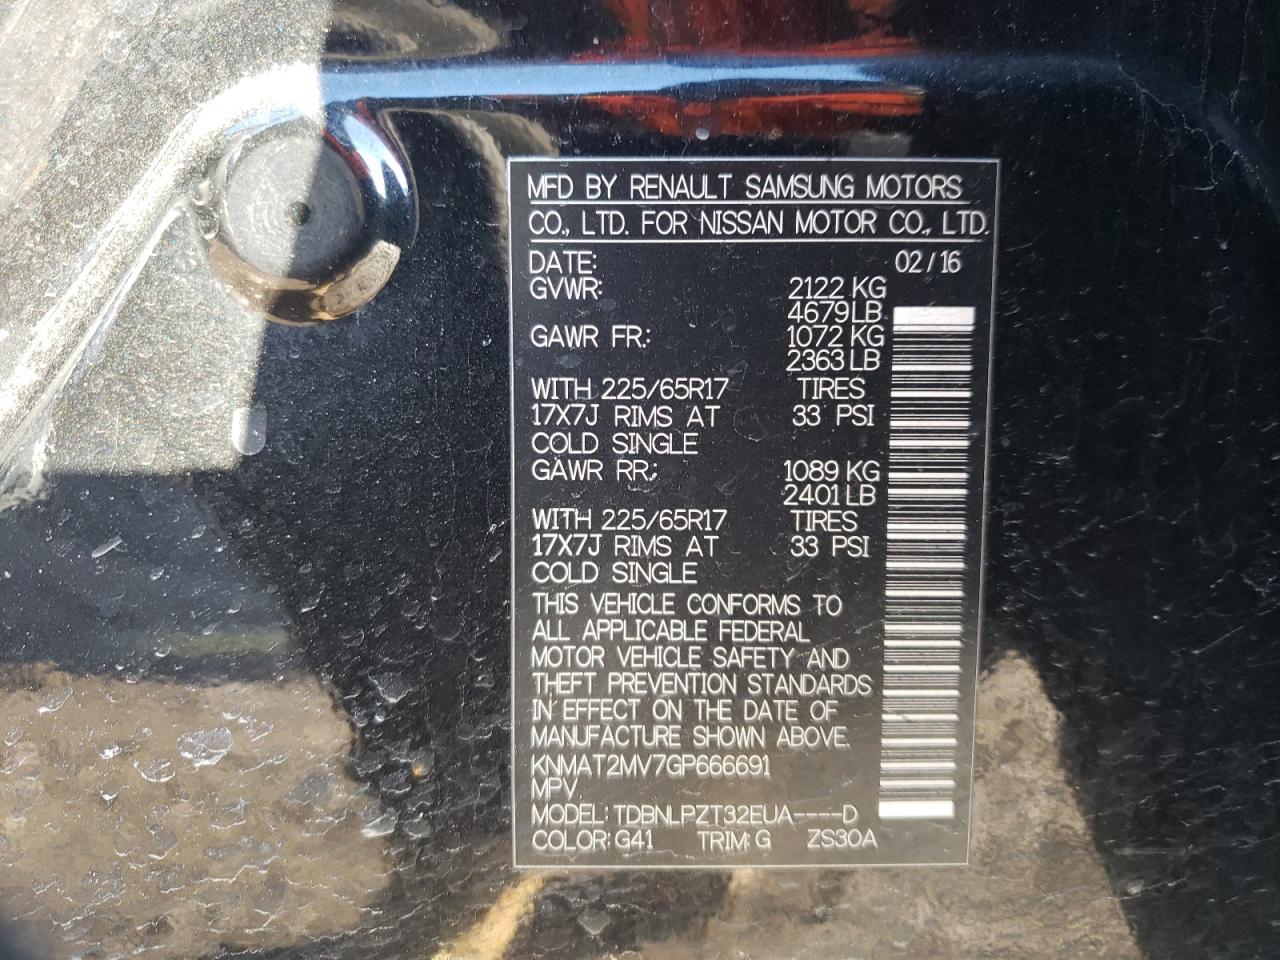 MFD BY RENAULT SAMSUNG MOTORS
CO., LTD. FOR NISSAN MOTOR CO., LTD.
DATE: 02/16
GVWR: 2122 KG
4679 LB
GAWR FR.: 1072 KG
2363 LB
WITH 225/65R17 TIRES
17X7J RIMS AT 33 PSI
COLD SINGLE
GAWR RR.: 1089 KG
2401 LB
WITH 225/65R17 TIRES
17X7J RIMS AT 33 PSI
COLD SINGLE
THIS VEHICLE CONFORMS TO
ALL APPLICABLE FEDERAL
MOTOR VEHICLE SAFETY AND
THEFT PREVENTION STANDARDS
IN EFFECT ON THE DATE OF
MANUFACTURE SHOWN ABOVE.
KNMAT2MV7GP666691
MPV
MODEL: TDBNLPZT32EUA----D
COLOR: G41 TRIM: G ZS30A